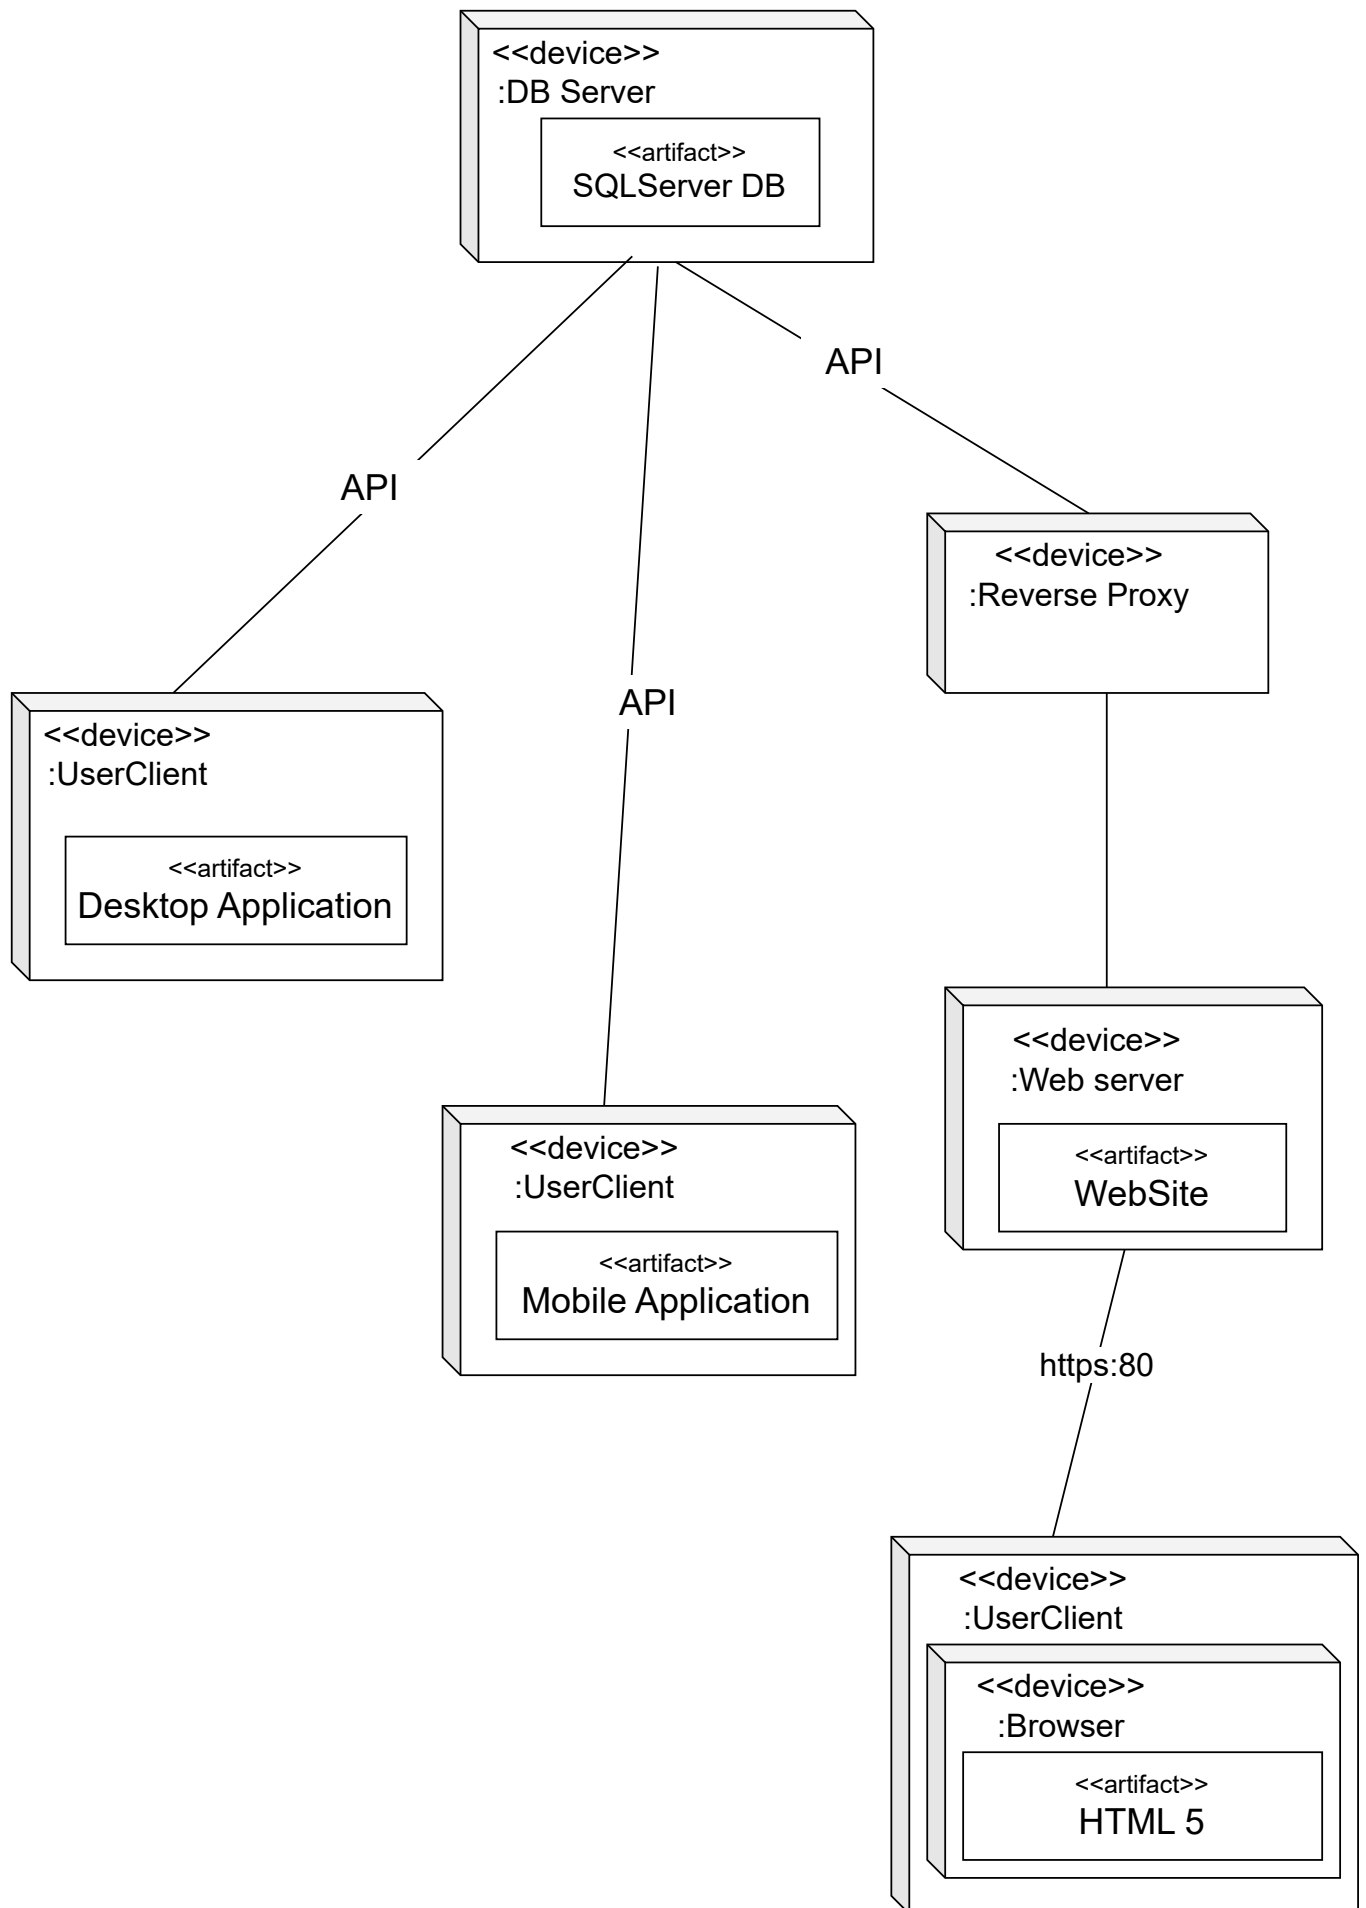 <<device>>
:DB Server
<<artifact>>
SQLServer DB
API
API
API
<<device>>
:Reverse Proxy
<<device>>
:UserClient
<<artifact>>
Desktop Application
<<device>>
:Web server
<<artifact>>
WebSite
<<device>>
:UserClient
<<artifact>>
Mobile Application
https:80
<<device>>
:UserClient
<<device>>
:Browser
<<artifact>>
HTML 5